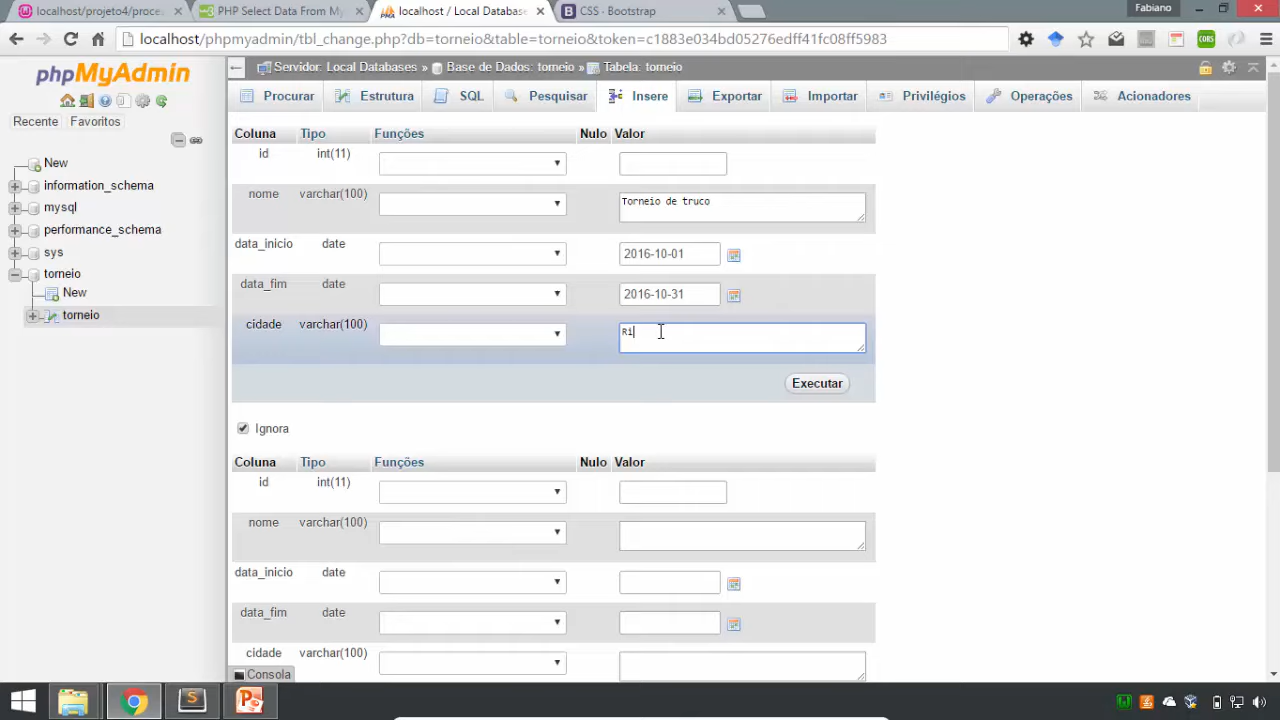 localhost/projeto4/proce
PHP Select Data From My
localhost / Local Databas
CSS · Bootstrap
Fabiano
localhost/phpmyadmin/tbl_change.php?db=torneio&table=torneio&token=c1883e034bd05276edff41fc08ff5983
phpMyAdmin
Recente Favoritos
New
information_schema
mysql
performance_schema
sys
torneio
New
torneio
Servidor: Local Databases » Base de Dados: torneio » Tabela: torneio
Procurar Estrutura SQL Pesquisar Insere Exportar Importar Privilégios Operações Acionadores
Coluna Tipo Funções Nulo Valor
id int(11)
nome varchar(100) Torneio de truco
data_inicio date 2016-10-01
data_fim date 2016-10-31
cidade varchar(100) Ri
Executar
Ignora
Coluna Tipo Funções Nulo Valor
id int(11)
nome varchar(100)
data_inicio date
data_fim date
cidade varchar(100)
Consola